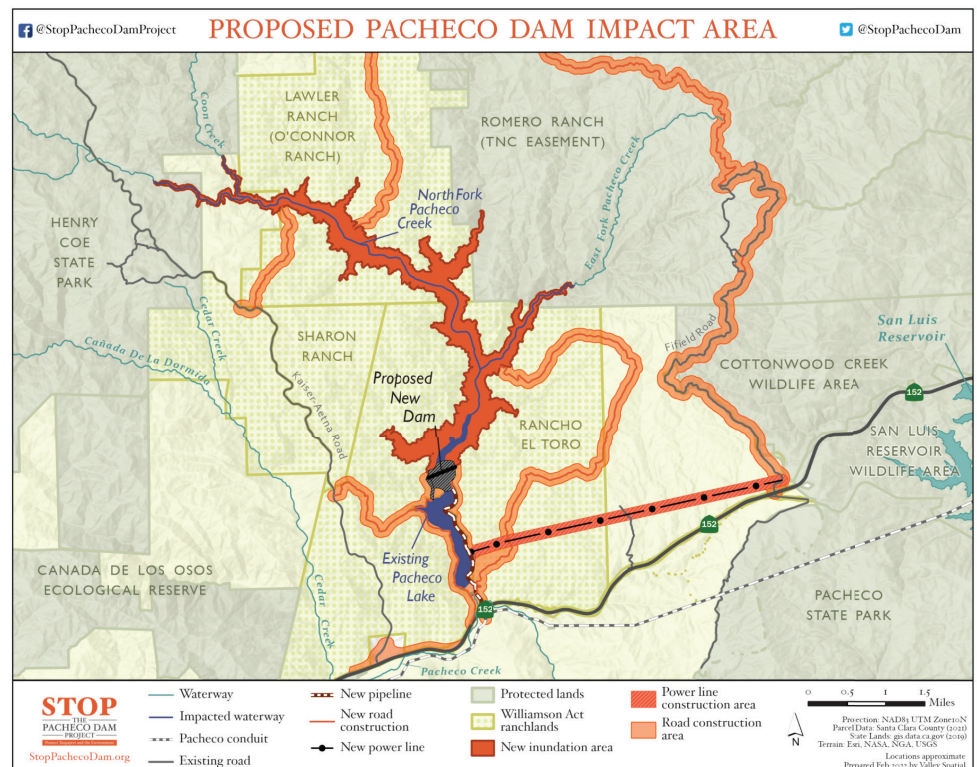 @StopPachecoDamProject
PROPOSED PACHECO DAM IMPACT AREA
@StopPachecoDam
Coon Creek
LAWLER
RANCH
(O'CONNOR
RANCH)
ROMERO RANCH
(TNC EASEMENT)
North Fork
Pacheco
Creek
East Fork Pacheco Creek
HENRY
COE
STATE
PARK
Cedar Creek
Cañada De La Dormida
SHARON
RANCH
Kaiser-Aetna Road
Proposed
New
Dam
RANCHO
EL TORO
Fifield Road
San Luis
Reservoir
COTTONWOOD CREEK
WILDLIFE AREA
152
SAN LUIS
RESERVOIR
WILDLIFE AREA
152
Existing
Pacheco
Lake
CANADA DE LOS OSOS
ECOLOGICAL RESERVE
Cedar Creek
152
PACHECO
STATE PARK
Pacheco Creek
STOP
THE
PACHECO DAM
PROJECT
StopPachecoDam.org
Waterway
Impacted waterway
Pacheco conduit
Existing road
New pipeline
New road
construction
New power line
Protected lands
Williamson Act
ranchlands
New inundation area
Power line
construction area
Road construction
area
N
0 0.5 1 1.5
Miles
Projection: NAD83 UTM Zone10N
Parcel Data: Santa Clara County (2021)
State Lands: gis.data.ca.gov (2019)
Terrain: Esri, NASA, NGA, USGS
Locations approximate
Prepared Feb 2022 by Valley Spatial